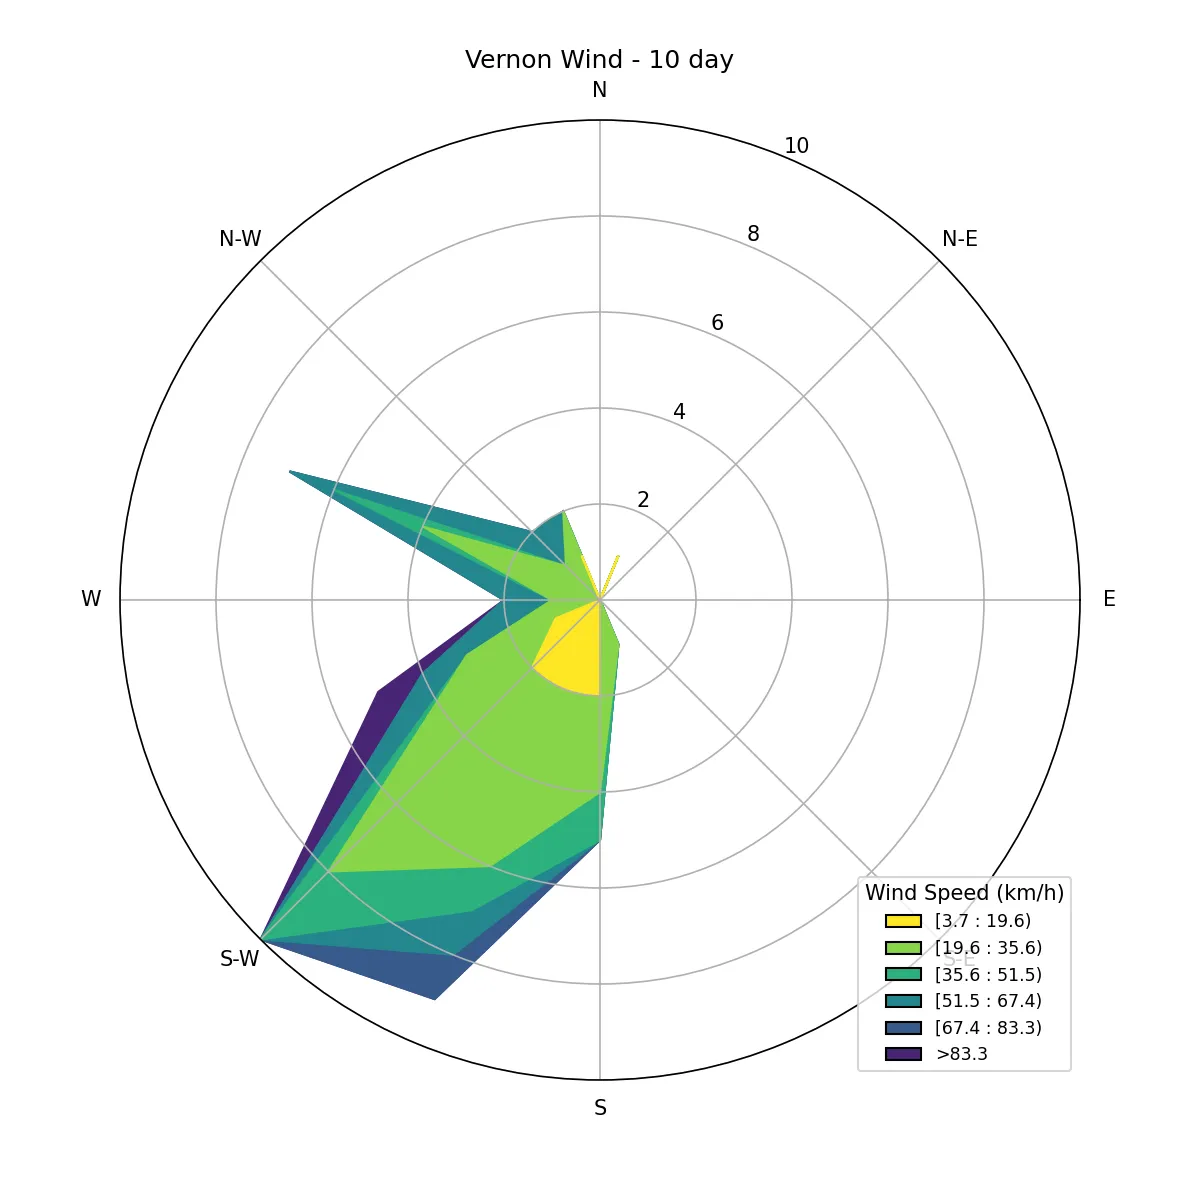 Vernon Wind - 10 day
N
10
N-W
N-E
8
6
4
2
W
E
S-W
S-E
S
Wind Speed (km/h)
[3.7 : 19.6)
[19.6 : 35.6)
[35.6 : 51.5)
[51.5 : 67.4)
[67.4 : 83.3)
>83.3